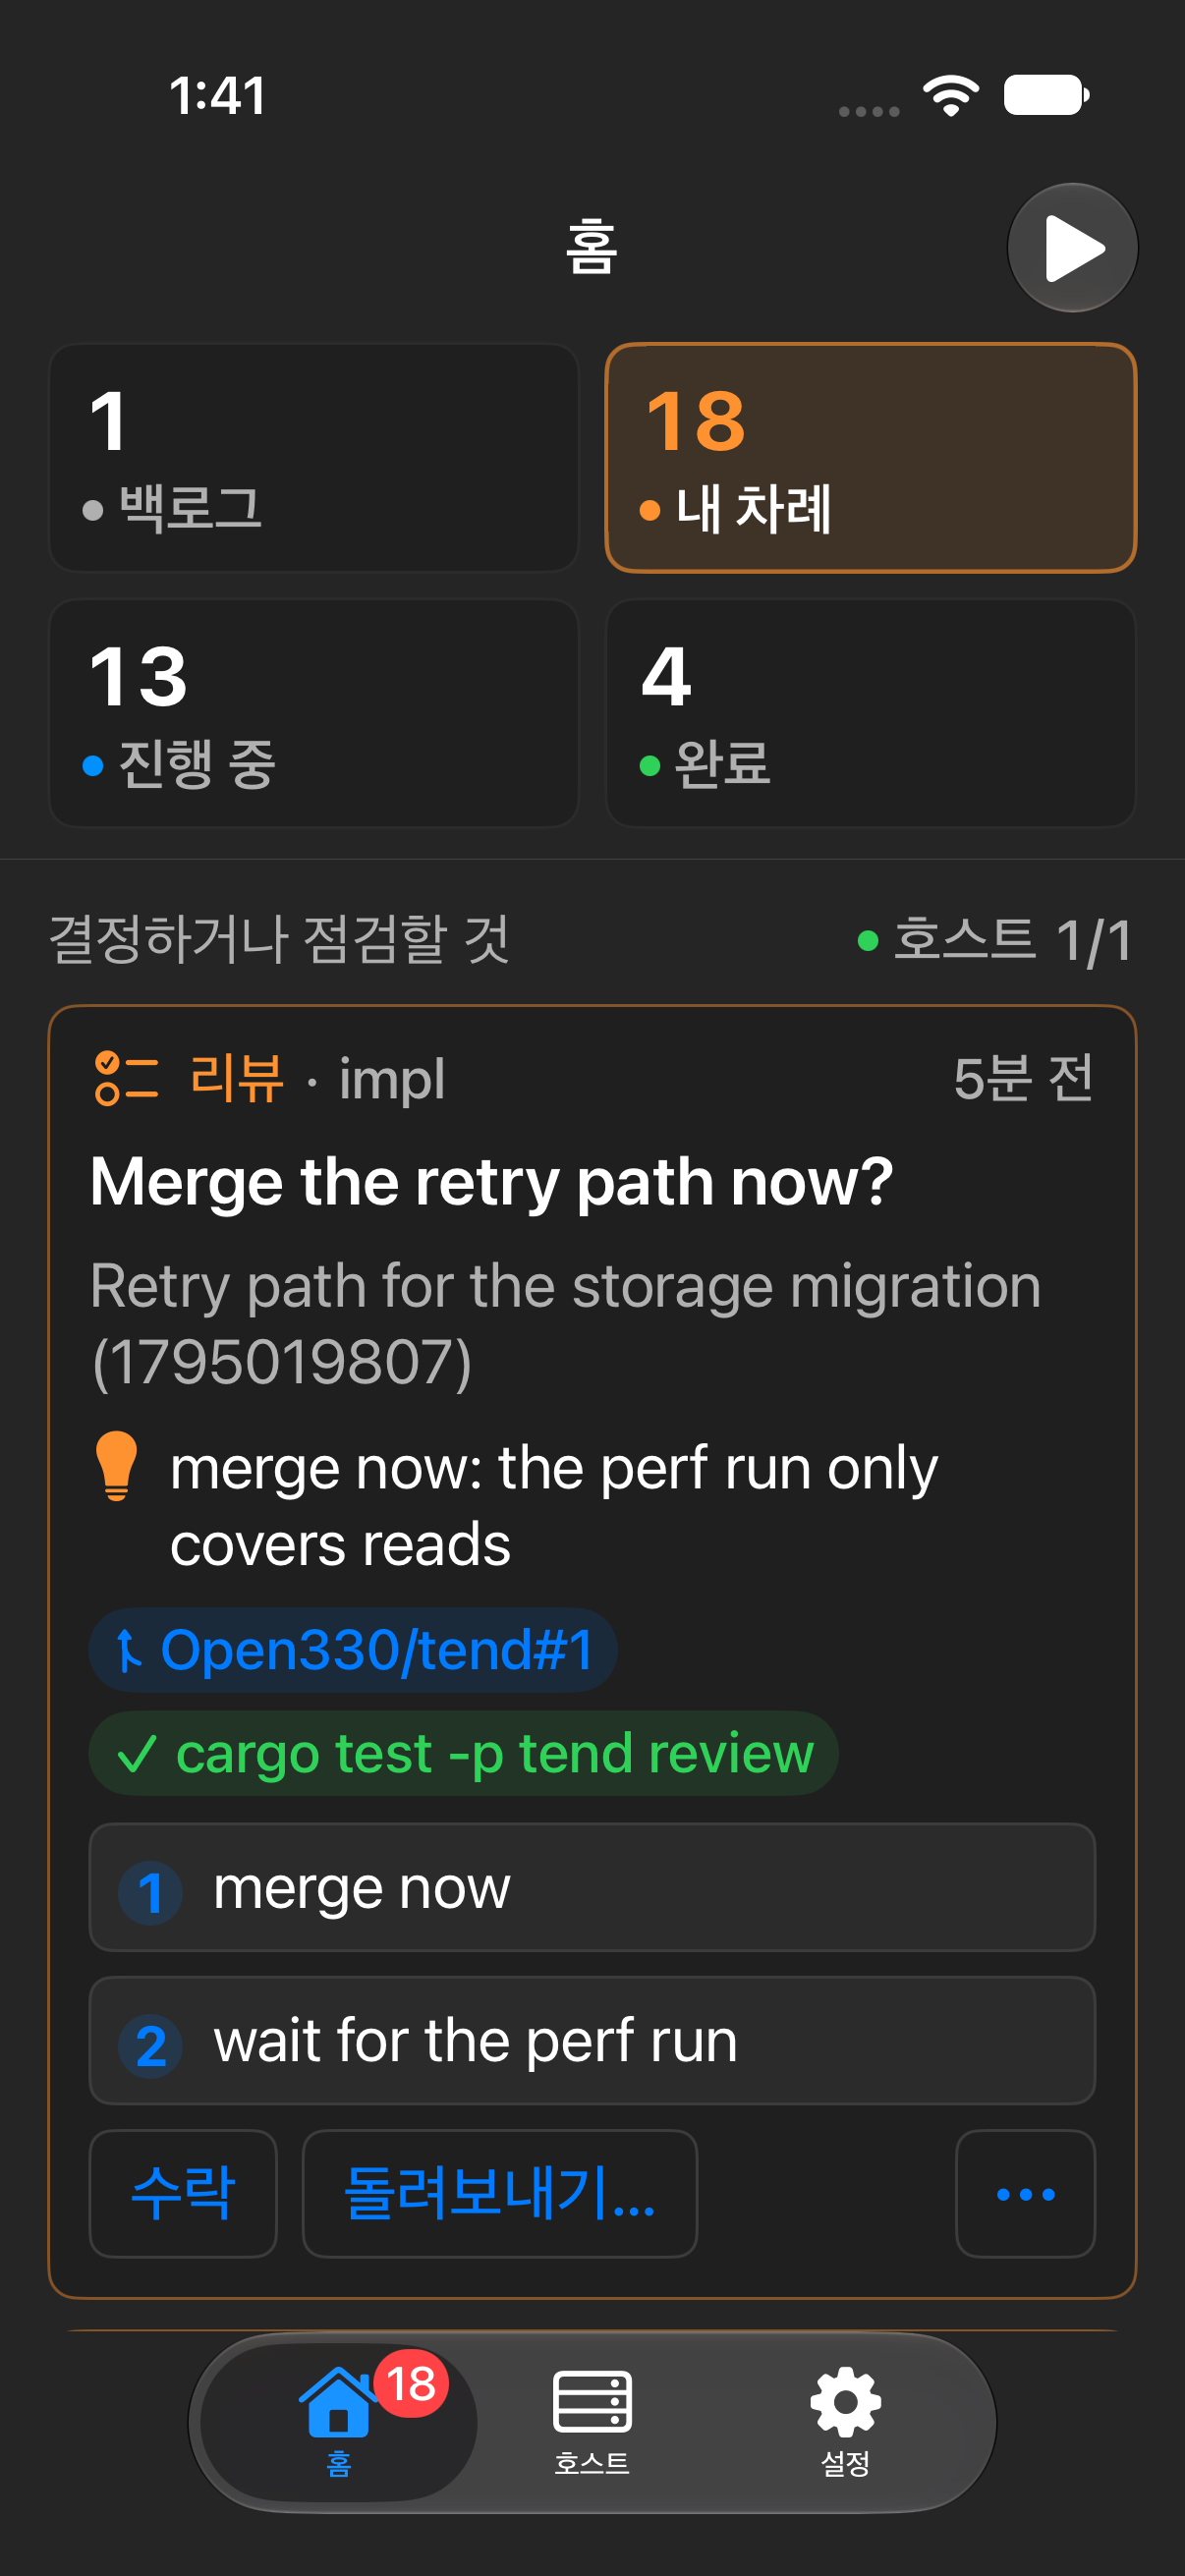 1:41
홈
1
백로그
18
내 차례
13
진행 중
4
완료
결정하거나 점검할 것
호스트 1/1
리뷰 · impl
5분 전
Merge the retry path now?
Retry path for the storage migration
(1795019807)
merge now: the perf run only
covers reads
Open330/tend#1
cargo test -p tend review
1 merge now
2 wait for the perf run
수락
돌려보내기...
18
홈
호스트
설정